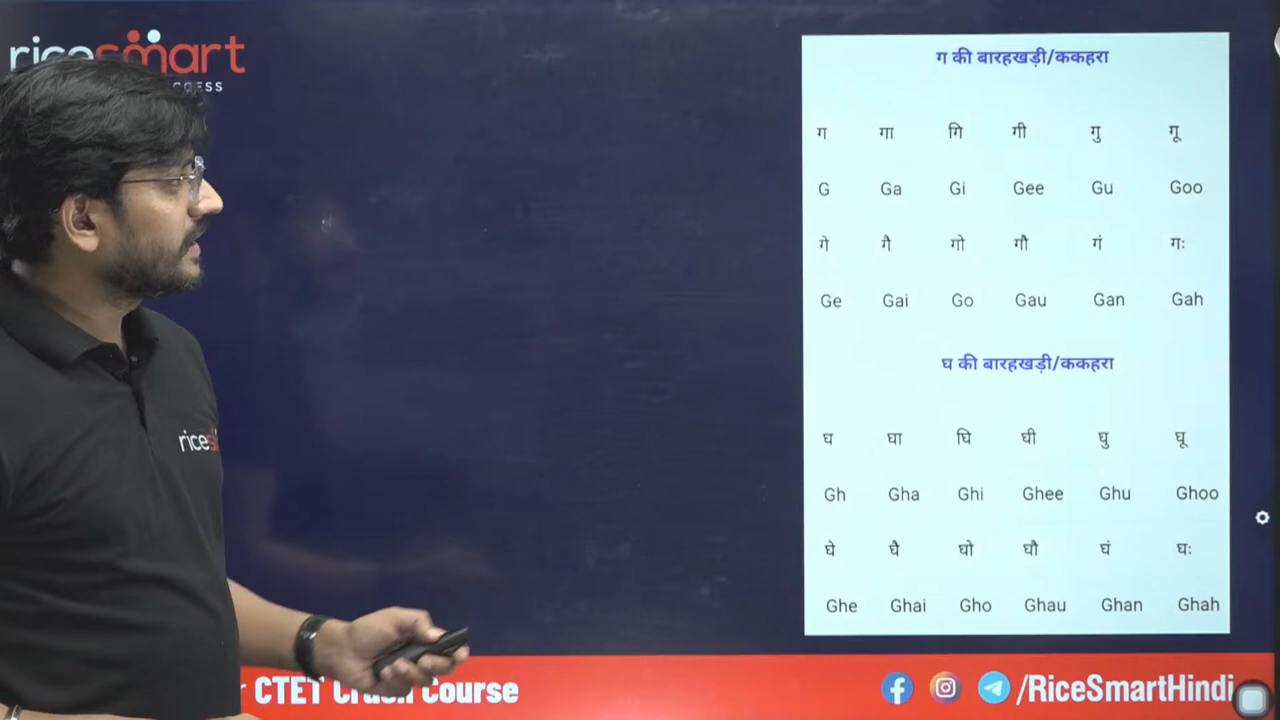 ricesmart
ग की बारहखड़ी/ककहरा
ग गा गि गी गु गू
G Ga Gi Gee Gu Goo
गे गै गो गौ गं गः
Ge Gai Go Gau Gan Gah
घ की बारहखड़ी/ककहरा
घ घा घि घी घु घू
Gh Gha Ghi Ghee Ghu Ghoo
घे घै घो घौ घं घः
Ghe Ghai Gho Ghau Ghan Ghah
CTET Crash Course
/RiceSmartHindi